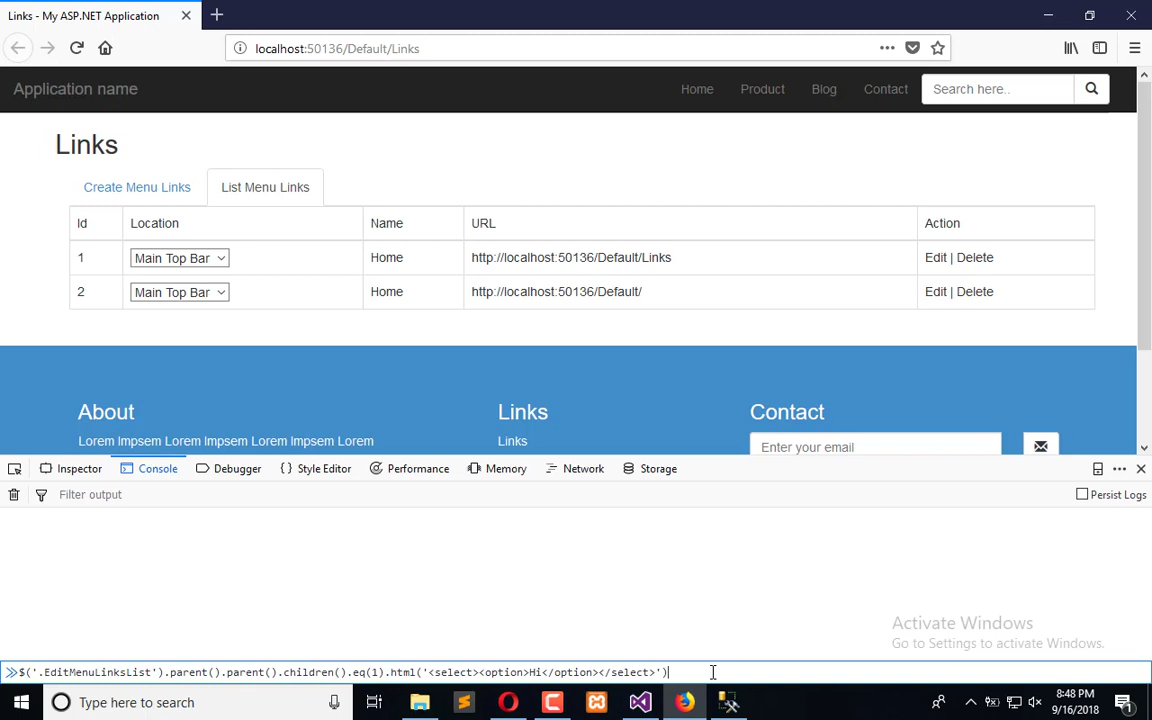 Links - My ASP.NET Application
localhost:50136/Default/Links
Application name
Home Product Blog Contact Search here..
Links
Create Menu Links List Menu Links
Id Location Name URL Action
1 Main Top Bar Home http://localhost:50136/Default/Links Edit | Delete
2 Main Top Bar Home http://localhost:50136/Default/ Edit | Delete
About Links Contact
Lorem Impsem Lorem Impsem Lorem Impsem Lorem Links Enter your email
Inspector Console Debugger { } Style Editor Performance Memory Network Storage
Filter output Persist Logs
Activate Windows
Go to Settings to activate Windows.
$('.EditMenuLinksList').parent().parent().children().eq(1).html('<select><option>Hi</option></select>')
Type here to search
8:48 PM
9/16/2018
1